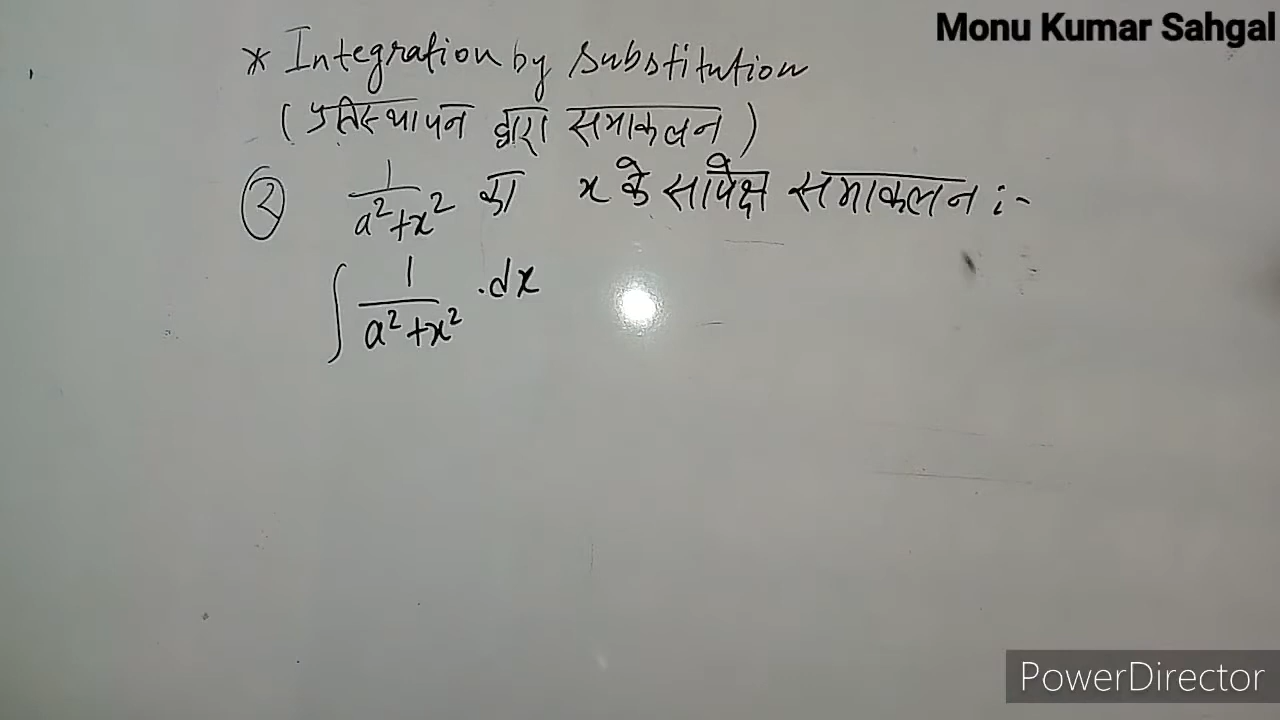 Monu Kumar Sahgal
* Integration by substitution
(प्रतिस्थापन द्वारा समाकलन)
② 1/(a²+x²) का x के सापेक्ष समाकलन :-
∫ 1/(a²+x²) .dx
PowerDirector